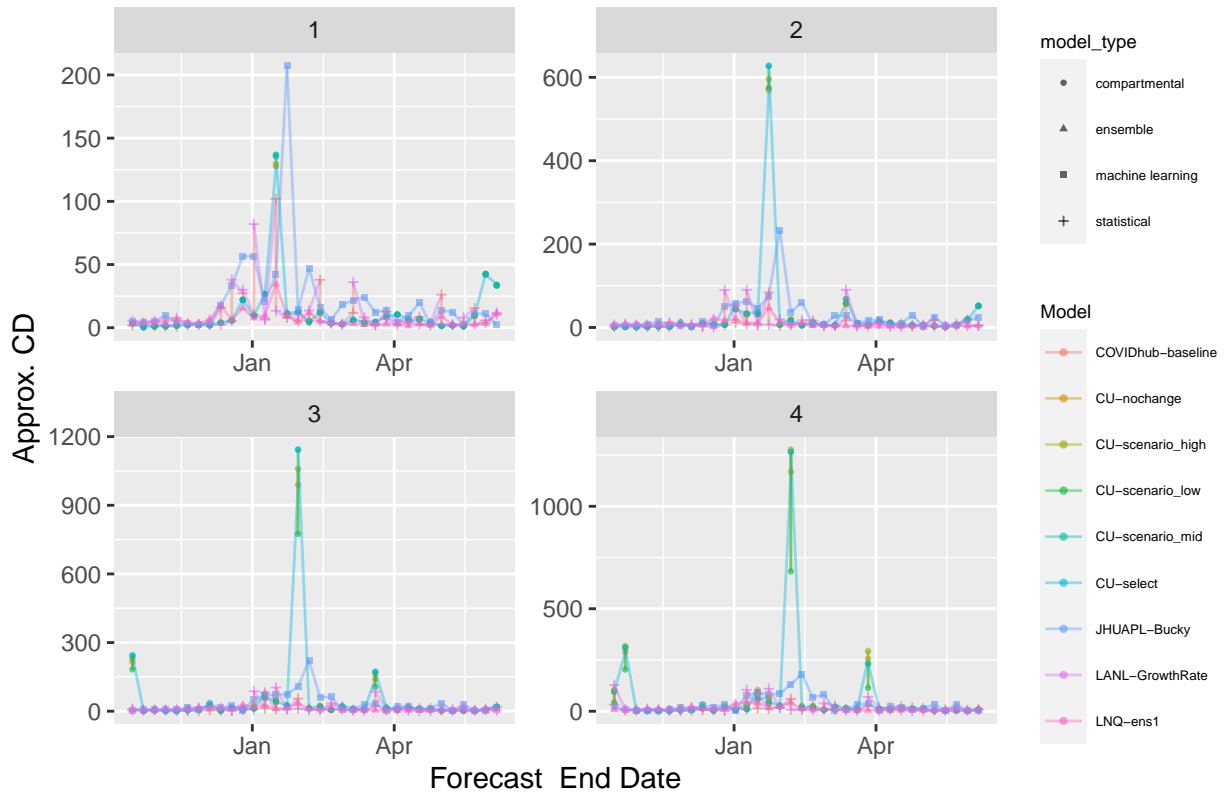 1
2
200
150
100
50
0
Jan
Apr
600
400
200
0
Jan
Apr
3
4
1200
900
600
300
0
Jan
Apr
1000
500
0
Jan
Apr
Approx. CD
Forecast  End Date
model_type
compartmental
ensemble
machine learning
statistical
Model
COVIDhub−baseline
CU−nochange
CU−scenario_high
CU−scenario_low
CU−scenario_mid
CU−select
JHUAPL−Bucky
LANL−GrowthRate
LNQ−ens1